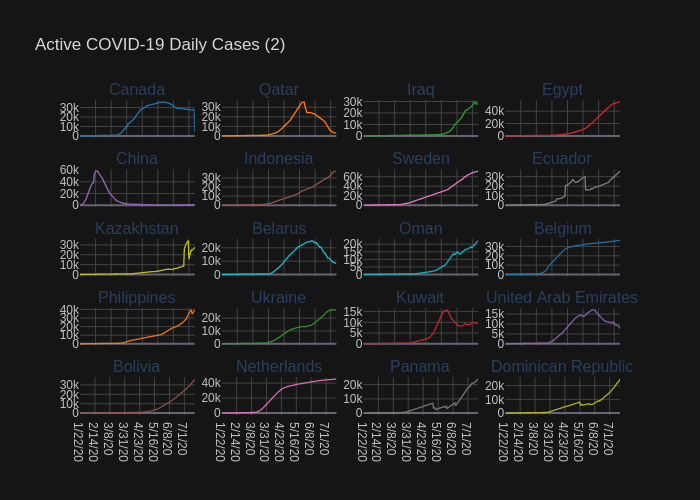 Active COVID-19 Daily Cases (2)
Canada Qatar Iraq Egypt
30k 20k 10k 0 30k 20k 10k 0 30k 20k 10k 0 40k 20k 0
China Indonesia Sweden Ecuador
60k 40k 20k 0 30k 20k 10k 0 60k 40k 20k 0 30k 20k 10k 0
Kazakhstan Belarus Oman Belgium
30k 20k 10k 0 20k 10k 0 20k 15k 10k 5k 0 30k 20k 10k 0
Philippines Ukraine Kuwait United Arab Emirates
40k 30k 20k 10k 0 20k 10k 0 15k 10k 5k 0 15k 10k 5k 0
Bolivia Netherlands Panama Dominican Republic
30k 20k 10k 0 40k 20k 0 20k 10k 0 20k 10k 0
1/22/20 2/14/20 3/8/20 3/31/20 4/23/20 5/16/20 6/8/20 7/1/20 1/22/20 2/14/20 3/8/20 3/31/20 4/23/20 5/16/20 6/8/20 7/1/20 1/22/20 2/14/20 3/8/20 3/31/20 4/23/20 5/16/20 6/8/20 7/1/20 1/22/20 2/14/20 3/8/20 3/31/20 4/23/20 5/16/20 6/8/20 7/1/20